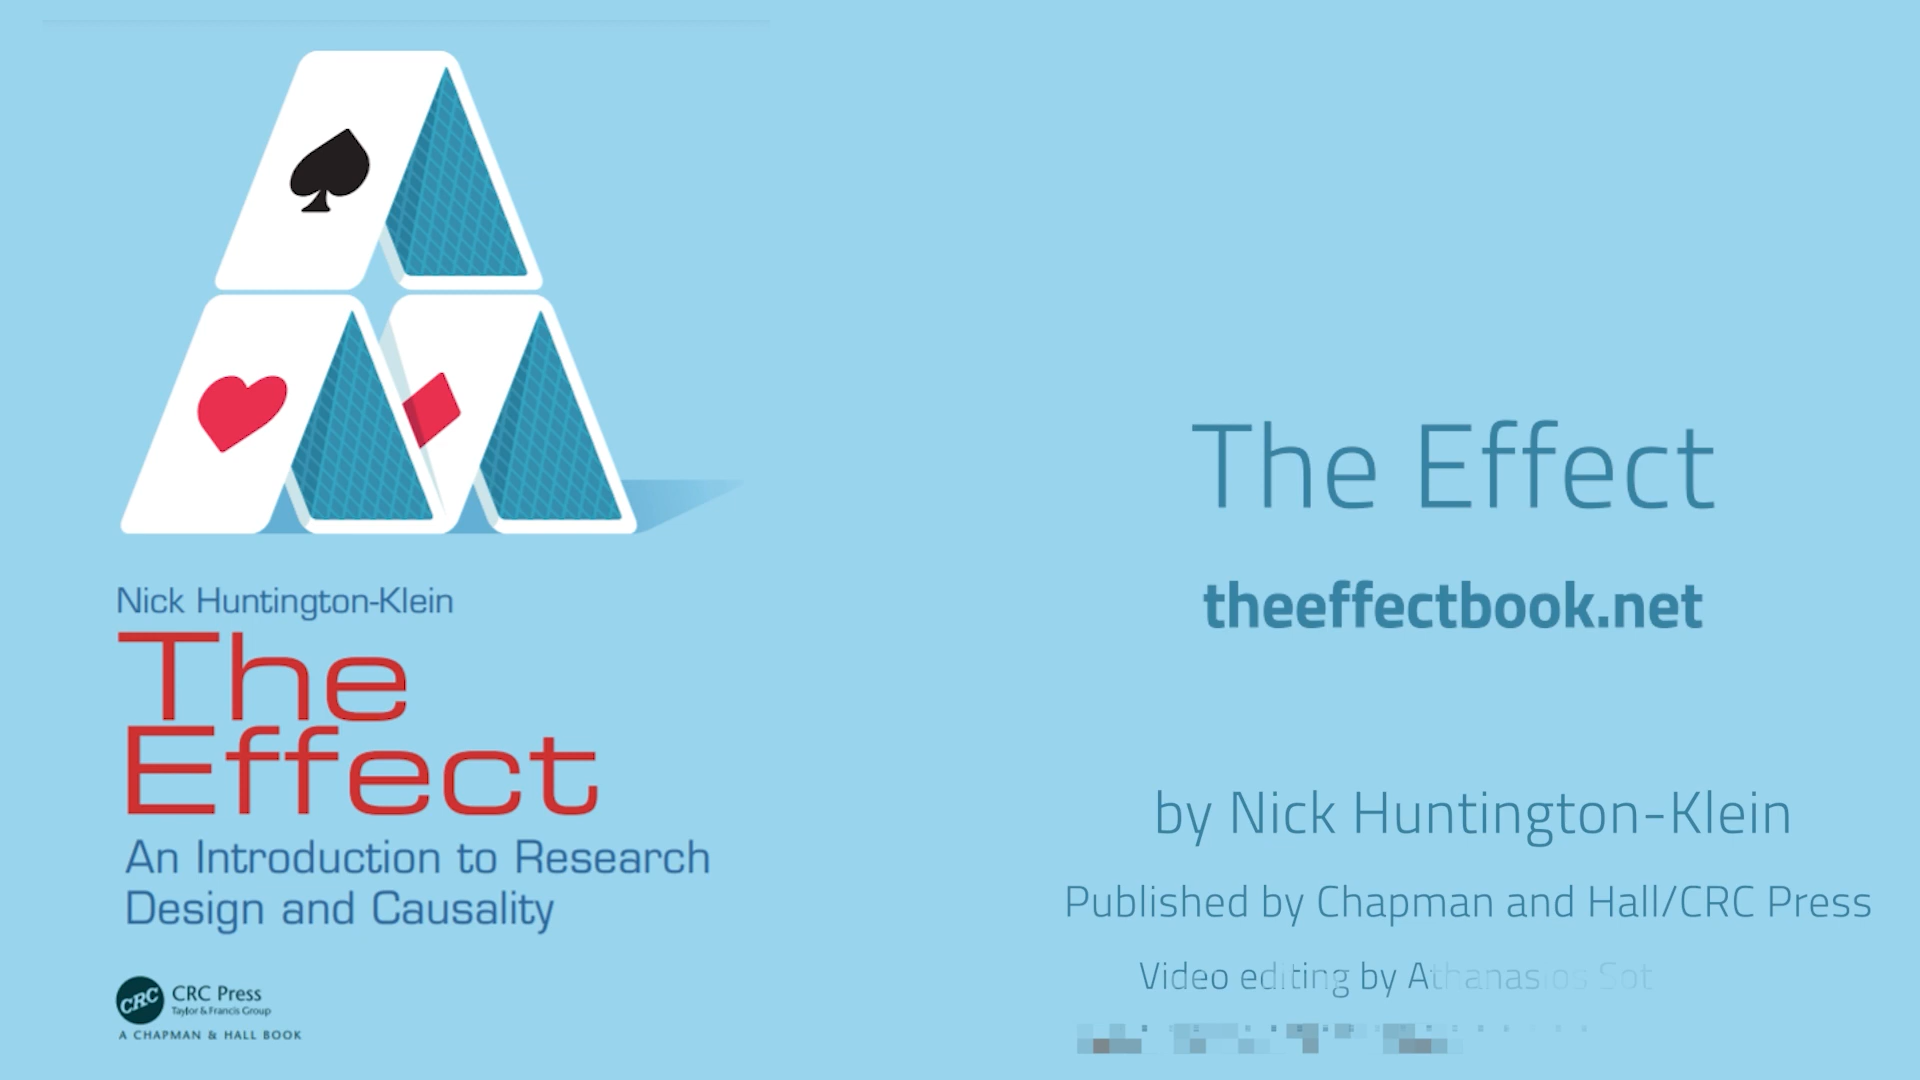 Nick Huntington-Klein
The
Effect
An Introduction to Research
Design and Causality
CRC
CRC Press
Taylor & Francis Group
A CHAPMAN & HALL BOOK
The Effect
theeffectbook.net
by Nick Huntington-Klein
Published by Chapman and Hall/CRC Press
Video editing by Athanasios